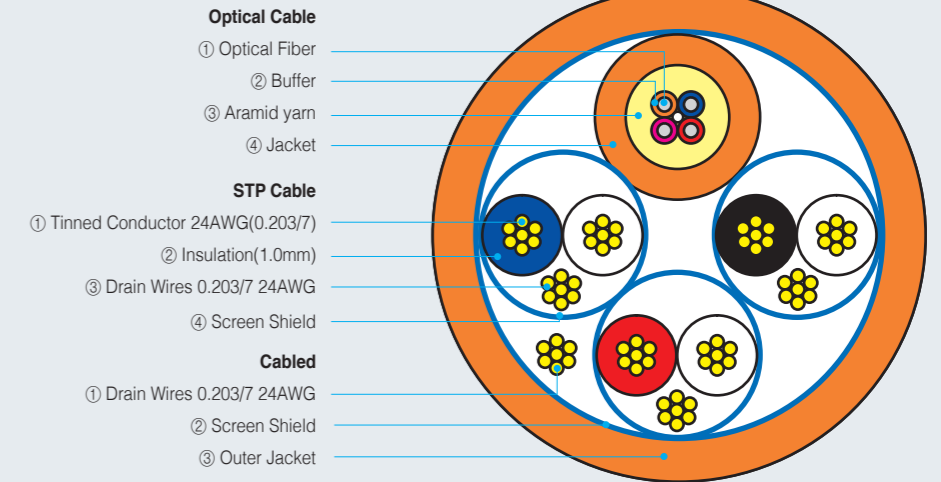 Optical Cable
① Optical Fiber
② Buffer
③ Aramid yarn
④ Jacket
STP Cable
① Tinned Conductor 24AWG(0.203/7)
② Insulation(1.0mm)
③ Drain Wires 0.203/7 24AWG
④ Screen Shield
Cabled
① Drain Wires 0.203/7 24AWG
② Screen Shield
③ Outer Jacket